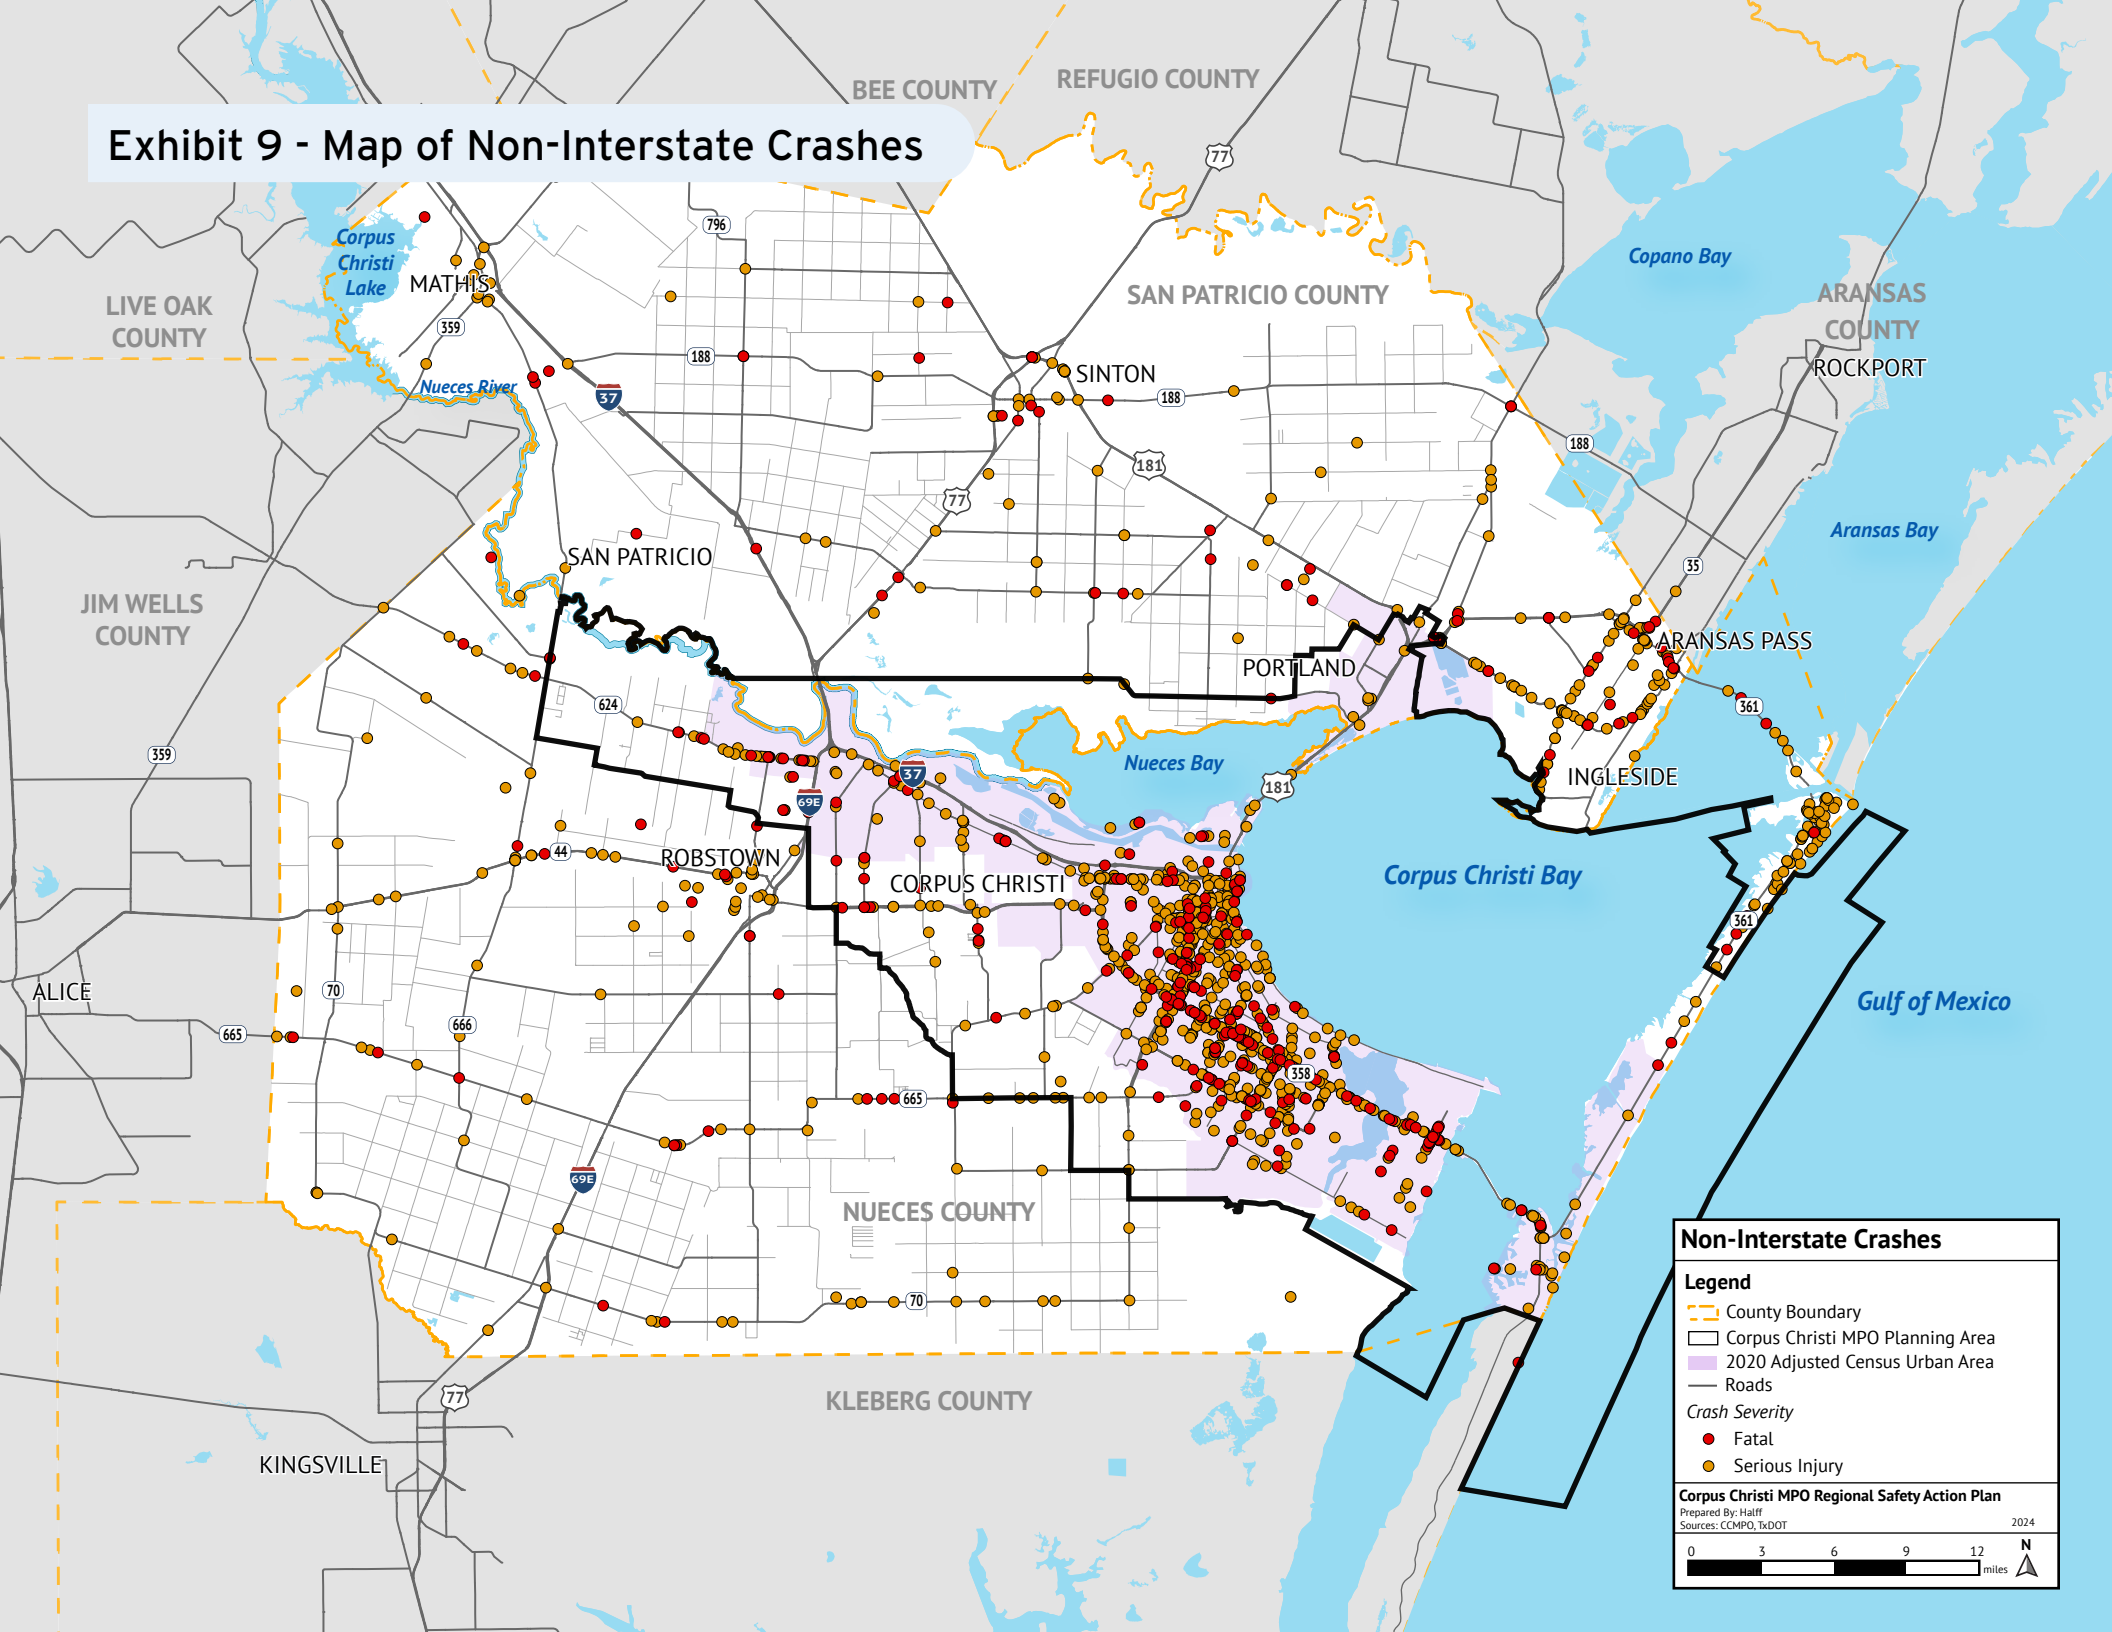 BEE COUNTY
REFUGIO COUNTY
Exhibit 9 - Map of Non-Interstate Crashes
77
796
Corpus
Christi
Lake
MATHIS
Copano Bay
SAN PATRICIO COUNTY
ARANSAS
COUNTY
LIVE OAK
COUNTY
359
188
ROCKPORT
SINTON
Nueces River
37
188
188
181
77
Aransas Bay
SAN PATRICIO
35
JIM WELLS
COUNTY
ARANSAS PASS
PORTLAND
624
361
359
Nueces Bay
37
INGLESIDE
181
69E
44
ROBSTOWN
CORPUS CHRISTI
Corpus Christi Bay
361
ALICE
70
Gulf of Mexico
666
665
358
665
69E
NUECES COUNTY
70
KLEBERG COUNTY
77
KINGSVILLE
Non-Interstate Crashes
Legend
County Boundary
Corpus Christi MPO Planning Area
2020 Adjusted Census Urban Area
Roads
Crash Severity
Fatal
Serious Injury
Corpus Christi MPO Regional Safety Action Plan
Prepared By: Halff
Sources: CCMPO, TxDOT
2024
0 3 6 9 12
miles
N